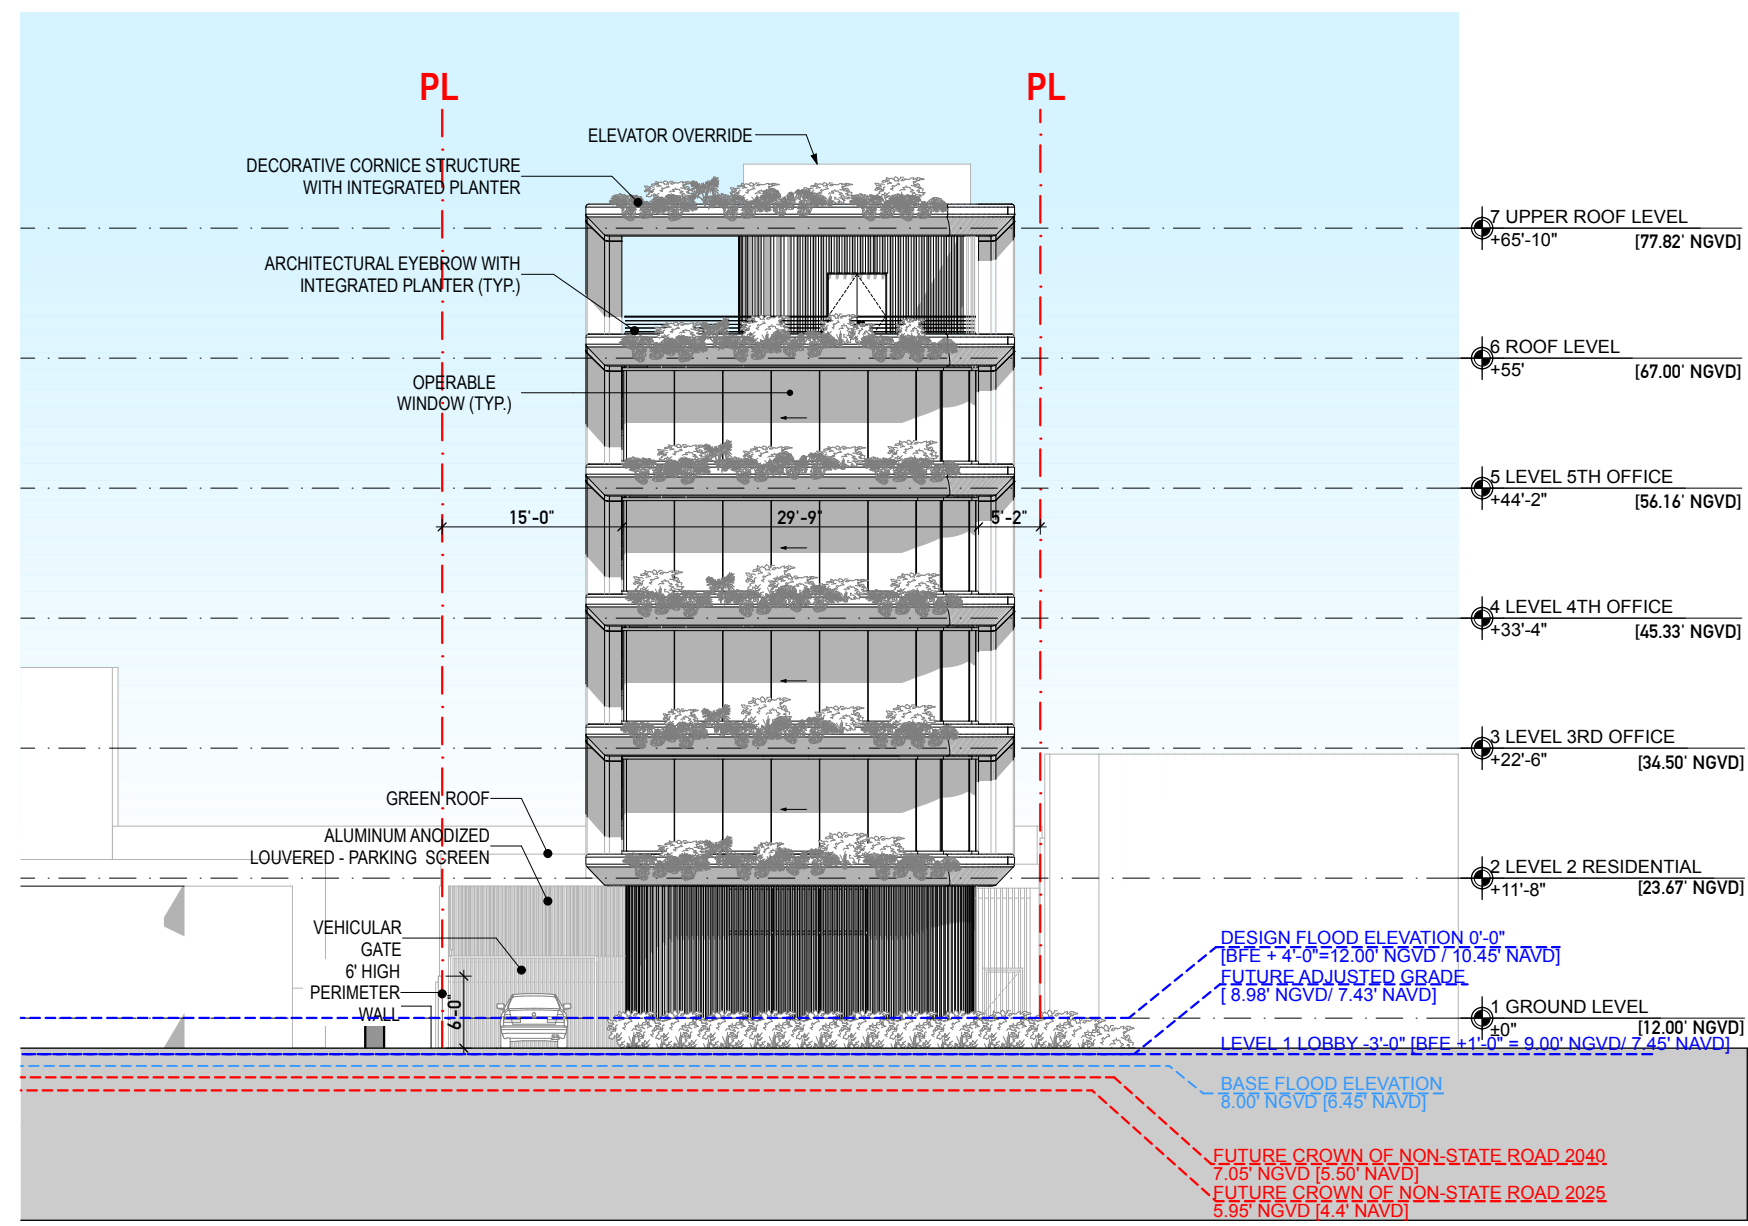 PL
PL
ELEVATOR OVERRIDE
DECORATIVE CORNICE STRUCTURE
WITH INTEGRATED PLANTER
7 UPPER ROOF LEVEL
+65'-10"
[77.82' NGVD]
ARCHITECTURAL EYEBROW WITH
INTEGRATED PLANTER (TYP.)
6 ROOF LEVEL
+55'
[67.00' NGVD]
OPERABLE
WINDOW (TYP.)
5 LEVEL 5TH OFFICE
+44'-2"
[56.16' NGVD]
15'-0"
29'-9"
5'-2"
4 LEVEL 4TH OFFICE
+33'-4"
[45.33' NGVD]
3 LEVEL 3RD OFFICE
+22'-6"
[34.50' NGVD]
GREEN ROOF
ALUMINUM ANODIZED
LOUVERED - PARKING SCREEN
2 LEVEL 2 RESIDENTIAL
+11'-8"
[23.67' NGVD]
VEHICULAR
GATE
6' HIGH
PERIMETER
WALL
6'-0"
DESIGN FLOOD ELEVATION 0'-0"
[BFE + 4'-0"=12.00' NGVD / 10.45' NAVD]
FUTURE ADJUSTED GRADE
[ 8.98' NGVD/ 7.43' NAVD]
1 GROUND LEVEL
±0"
[12.00' NGVD]
LEVEL 1 LOBBY -3'-0" [BFE +1'-0" = 9.00' NGVD/ 7.45' NAVD]
BASE FLOOD ELEVATION
8.00' NGVD [6.45' NAVD]
FUTURE CROWN OF NON-STATE ROAD 2040
7.05' NGVD [5.50' NAVD]
FUTURE CROWN OF NON-STATE ROAD 2025
5.95' NGVD [4.4' NAVD]